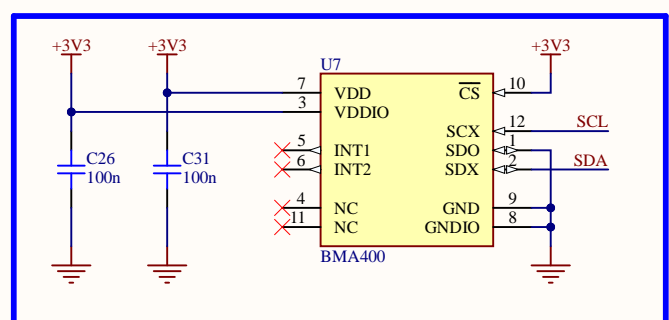 +3V3 +3V3 +3V3
U7
7 VDD CS 10
3 VDDIO
SCX 12 SCL
5 INT1 SDO 1
6 INT2 SDX 2 SDA
C26 C31
100n 100n
4 NC GND 9
11 NC GNDIO 8
BMA400